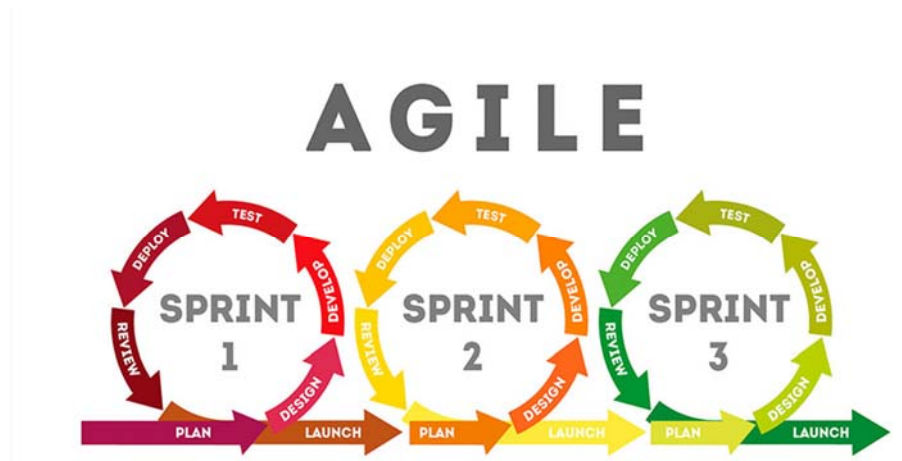 AGILE
TEST
DEPLOY
DEVELOP
SPRINT
1
REVIEW
DESIGN
PLAN
LAUNCH
TEST
DEPLOY
DEVELOP
SPRINT
2
REVIEW
DESIGN
PLAN
LAUNCH
TEST
DEPLOY
DEVELOP
SPRINT
3
REVIEW
DESIGN
PLAN
LAUNCH